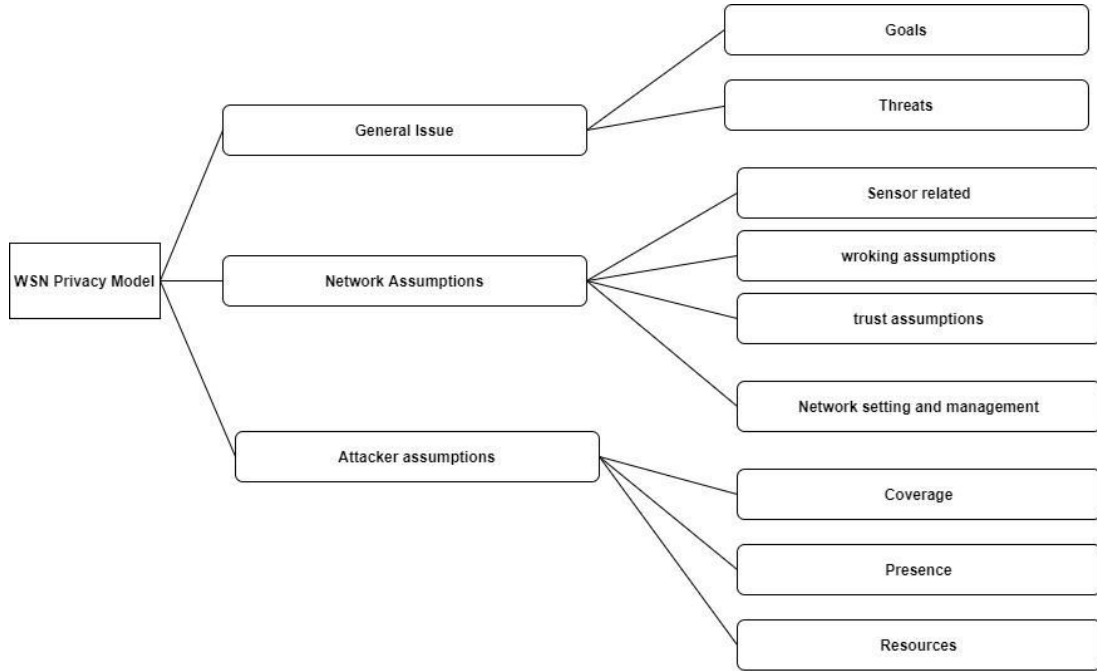 Goals
Threats
General Issue
Sensor related
WSN Privacy Model
wroking assumptions
Network Assumptions
trust assumptions
Network setting and management
Attacker assumptions
Coverage
Presence
Resources